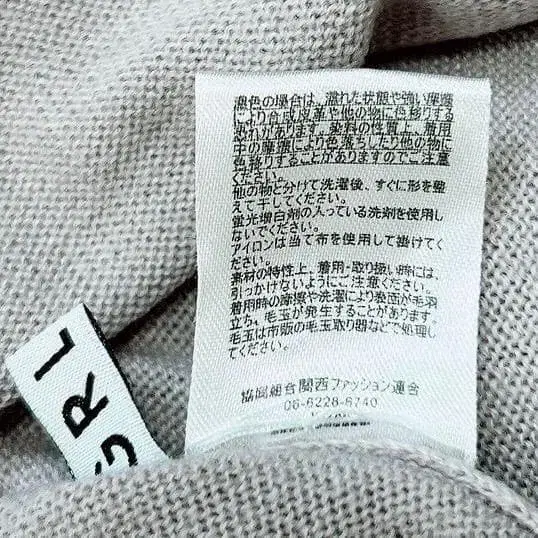 濃色の場合は、濡れた状態や強い摩擦
により合成皮革や他の物に色移りする
恐れがあります。染料の性質上、着用
中の摩擦により色落ちしたり他の物に
色移りすることがありますのでご注意
ください。
他の物と分けて洗濯後、すぐに形を整
えて干してください。
蛍光増白剤の入っている洗剤を使用し
ないでください。
アイロンは当て布を使用して掛けてく
ださい。
素材の特性上、着用・取り扱い時には、
引っかけないようにご注意ください。
着用時の摩擦や洗濯により表面が毛羽
立ち、毛玉が発生することがあります。
毛玉は市販の毛玉取り器などで処理し
てください。
協同組合関西ファッション連合
06-6228-6740
GRL